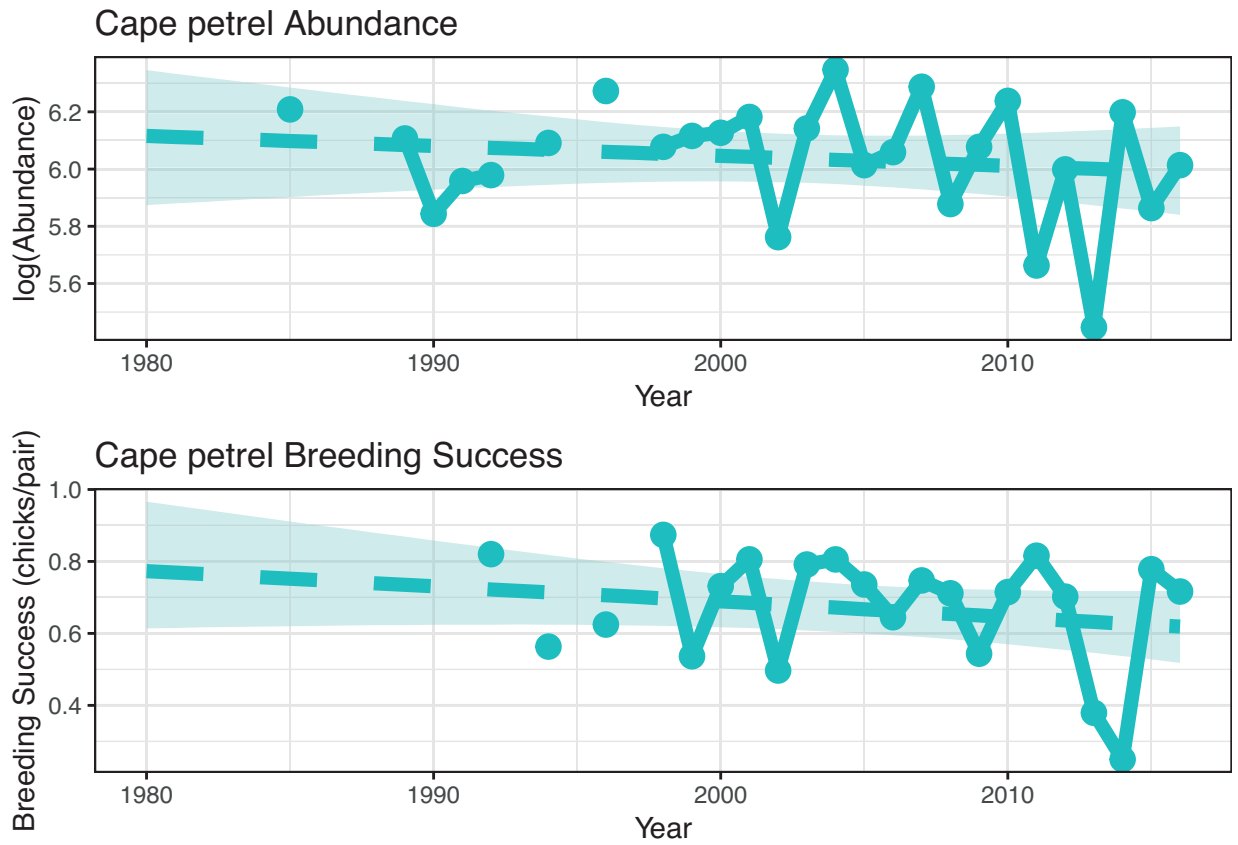 Cape petrel Abundance
log(Abundance)
6.2
6.0
5.8
5.6
1980 1990 2000 2010
Year
Cape petrel Breeding Success
Breeding Success (chicks/pair)
1.0
0.8
0.6
0.4
1980 1990 2000 2010
Year